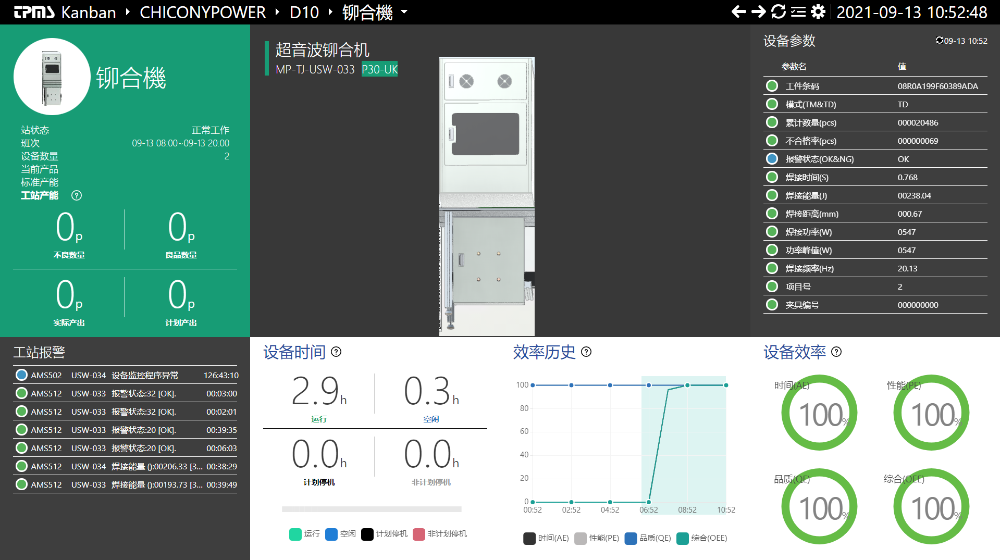 TPMS Kanban CHICONYPOWER D10 铆合機 2021-09-13 10:52:48
铆合機
站状态 正常工作
班次 09-13 08:00~09-13 20:00
设备数量 2
当前产品
标准产能
工站产能 ?
0p 0p
不良数量 良品数量
0p 0p
实际产出 计划产出
超音波铆合机
MP-TJ-USW-033 P30-UK
设备参数 09-13 10:52
参数名 值
工件条码 08R0A199F60389ADA
模式(TM&TD) TD
累计数量(pcs) 000020486
不合格率(pcs) 000000069
报警状态(OK&NG) OK
焊接时间(S) 0.768
焊接能量(J) 00238.04
焊接距离(mm) 000.67
焊接功率(W) 0547
功率峰值(W) 0547
焊接频率(Hz) 20.13
项目号 2
夹具编号 000000000
工站报警
AMS502 USW-034 设备监控程序异常 126:43:10
AMS512 USW-033 报警状态:32 [OK]. 00:03:00
AMS512 USW-033 报警状态:32 [OK]. 00:02:01
AMS512 USW-033 报警状态:20 [OK]. 00:39:35
AMS512 USW-033 报警状态:20 [OK]. 00:06:03
AMS512 USW-034 焊接能量 ():00206.33 [3... 00:38:29
AMS512 USW-033 焊接能量 ():00193.73 [3... 00:39:49
设备时间 ?
2.9h 0.3h
运行 空闲
0.0h 0.0h
计划停机 非计划停机
运行 空闲 计划停机 非计划停机
效率历史 ?
100
80
60
40
20
0
00:52 02:52 04:52 06:52 08:52 10:52
时间(AE) 性能(PE) 品质(QE) 综合(OEE)
设备效率 ?
时间(AE) 性能(PE)
100% 100%
品质(QE) 综合(OEE)
100% 100%